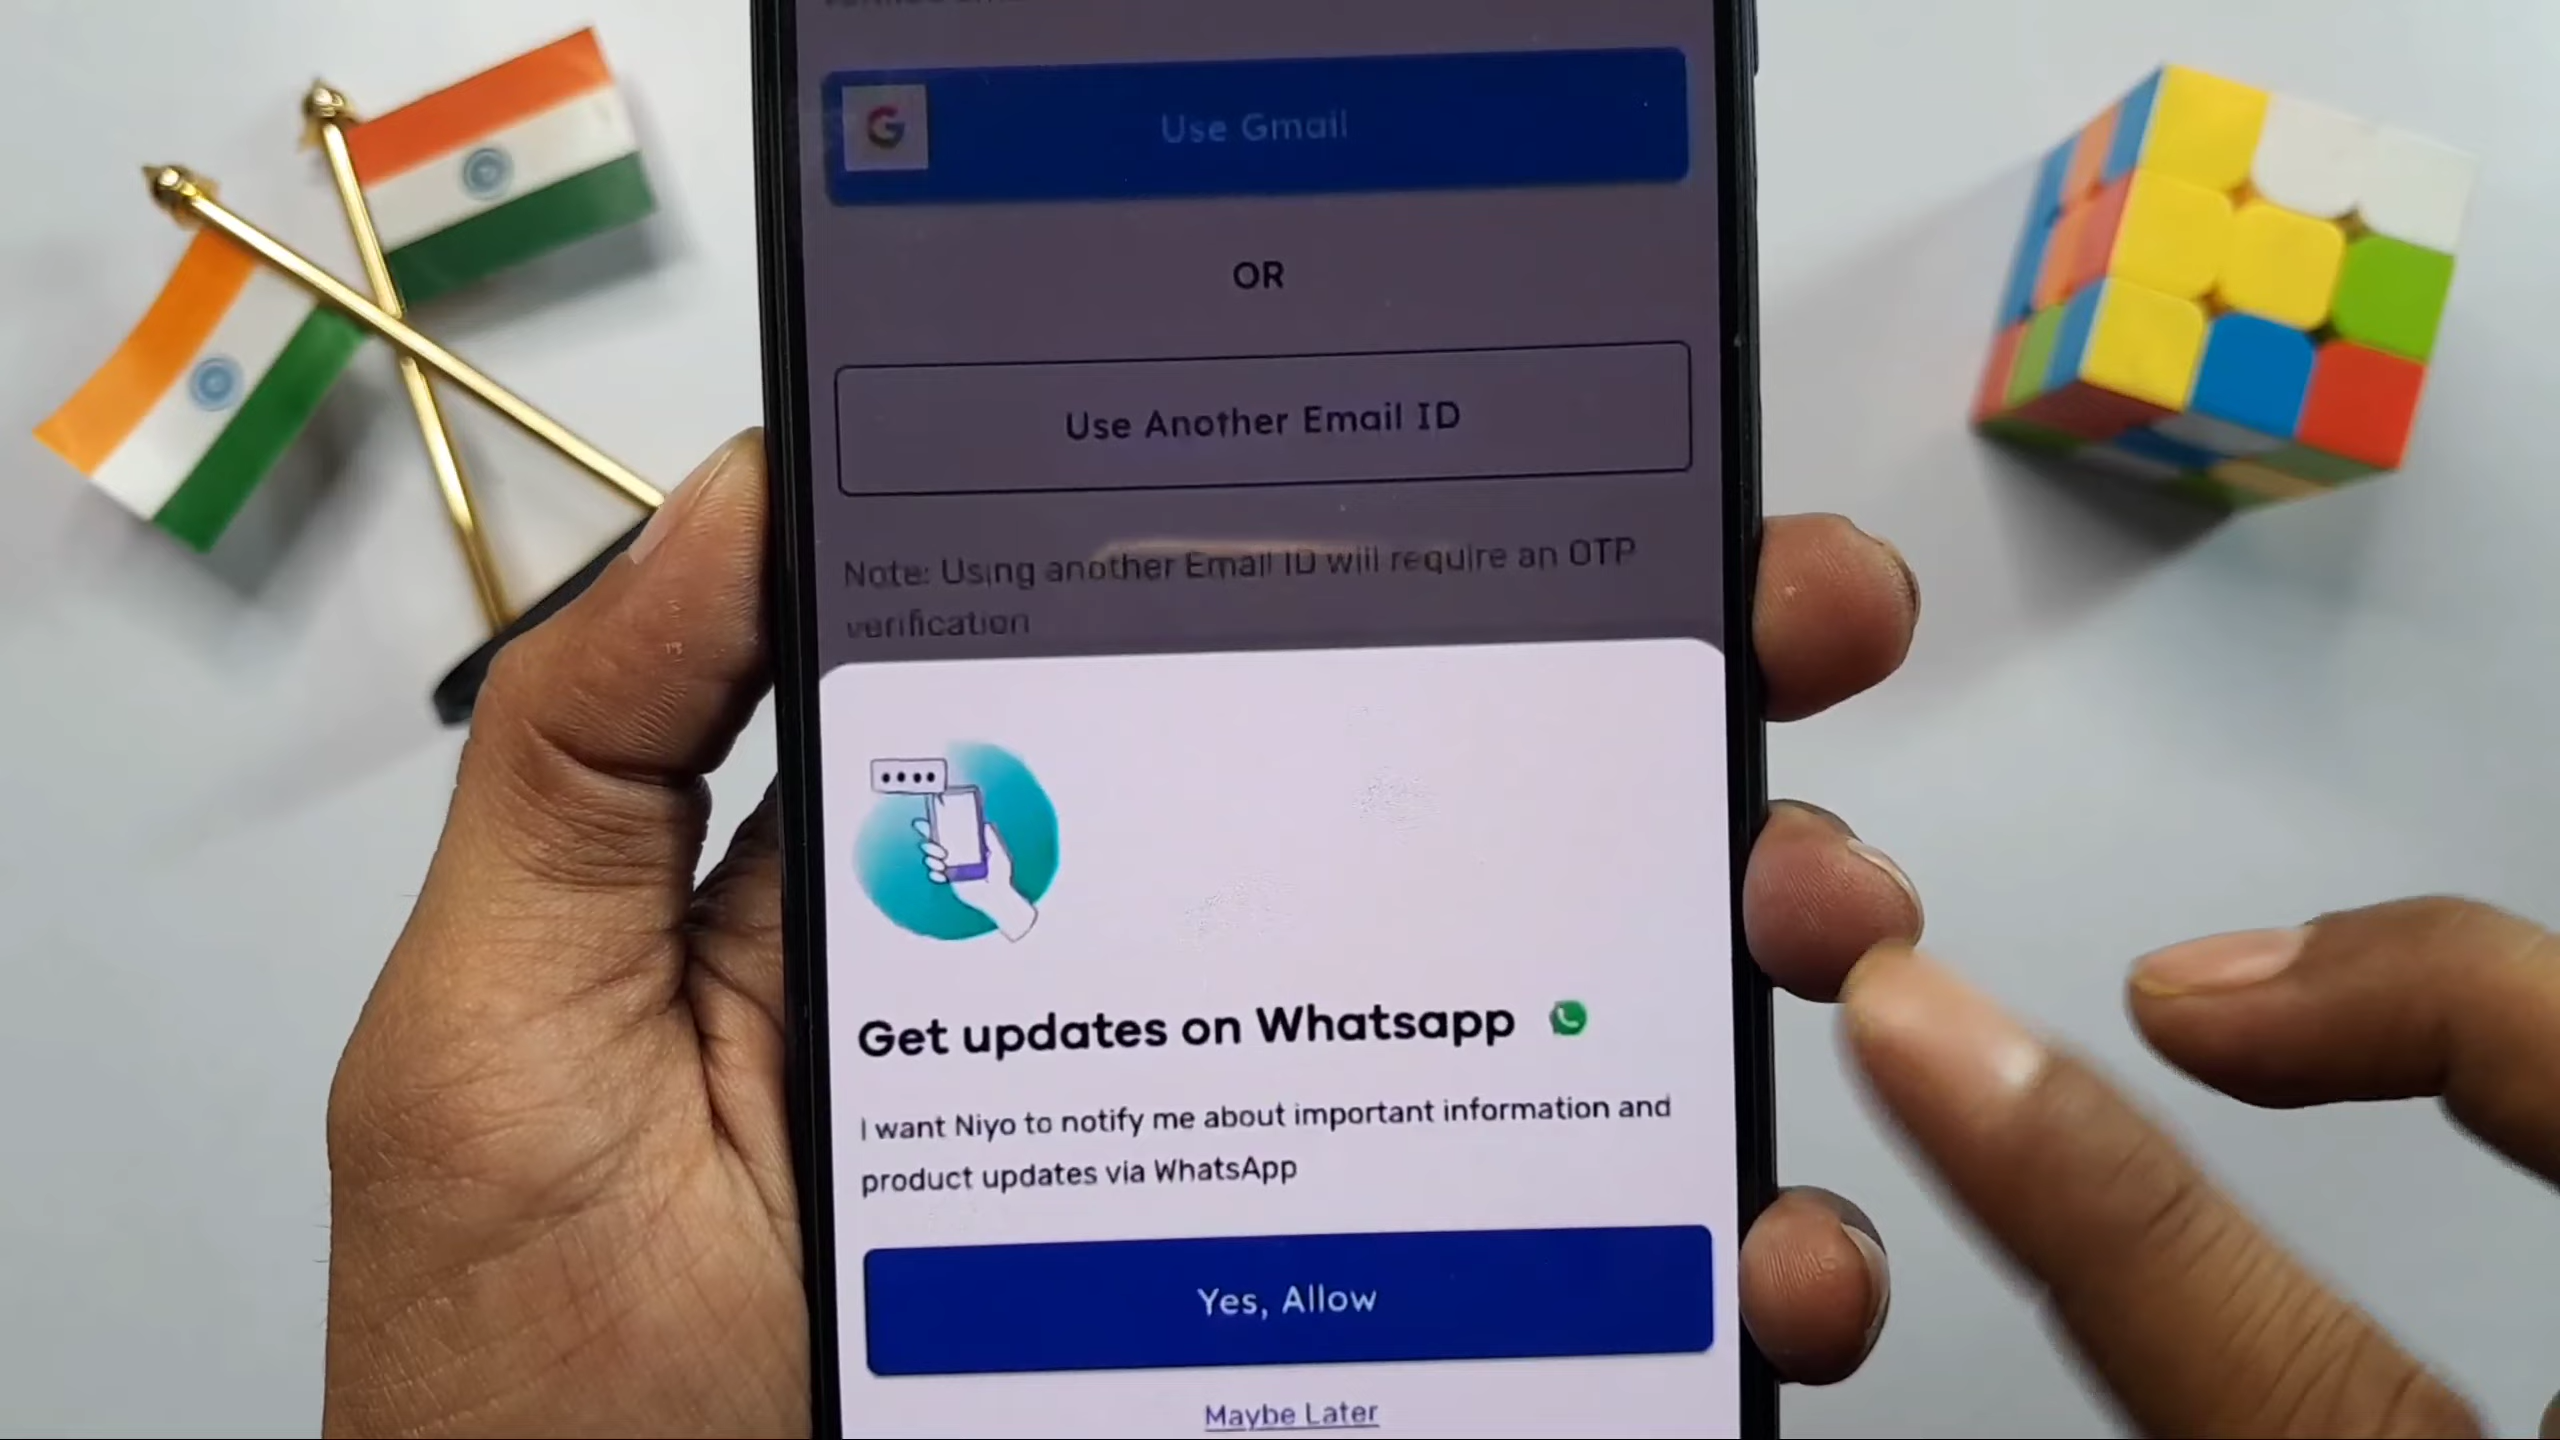 Use Gmail
OR
Use Another Email ID
Note: Using another Email ID will require an OTP
verification
Get updates on Whatsapp
I want Niyo to notify me about important information and
product updates via WhatsApp
Yes, Allow
Maybe Later